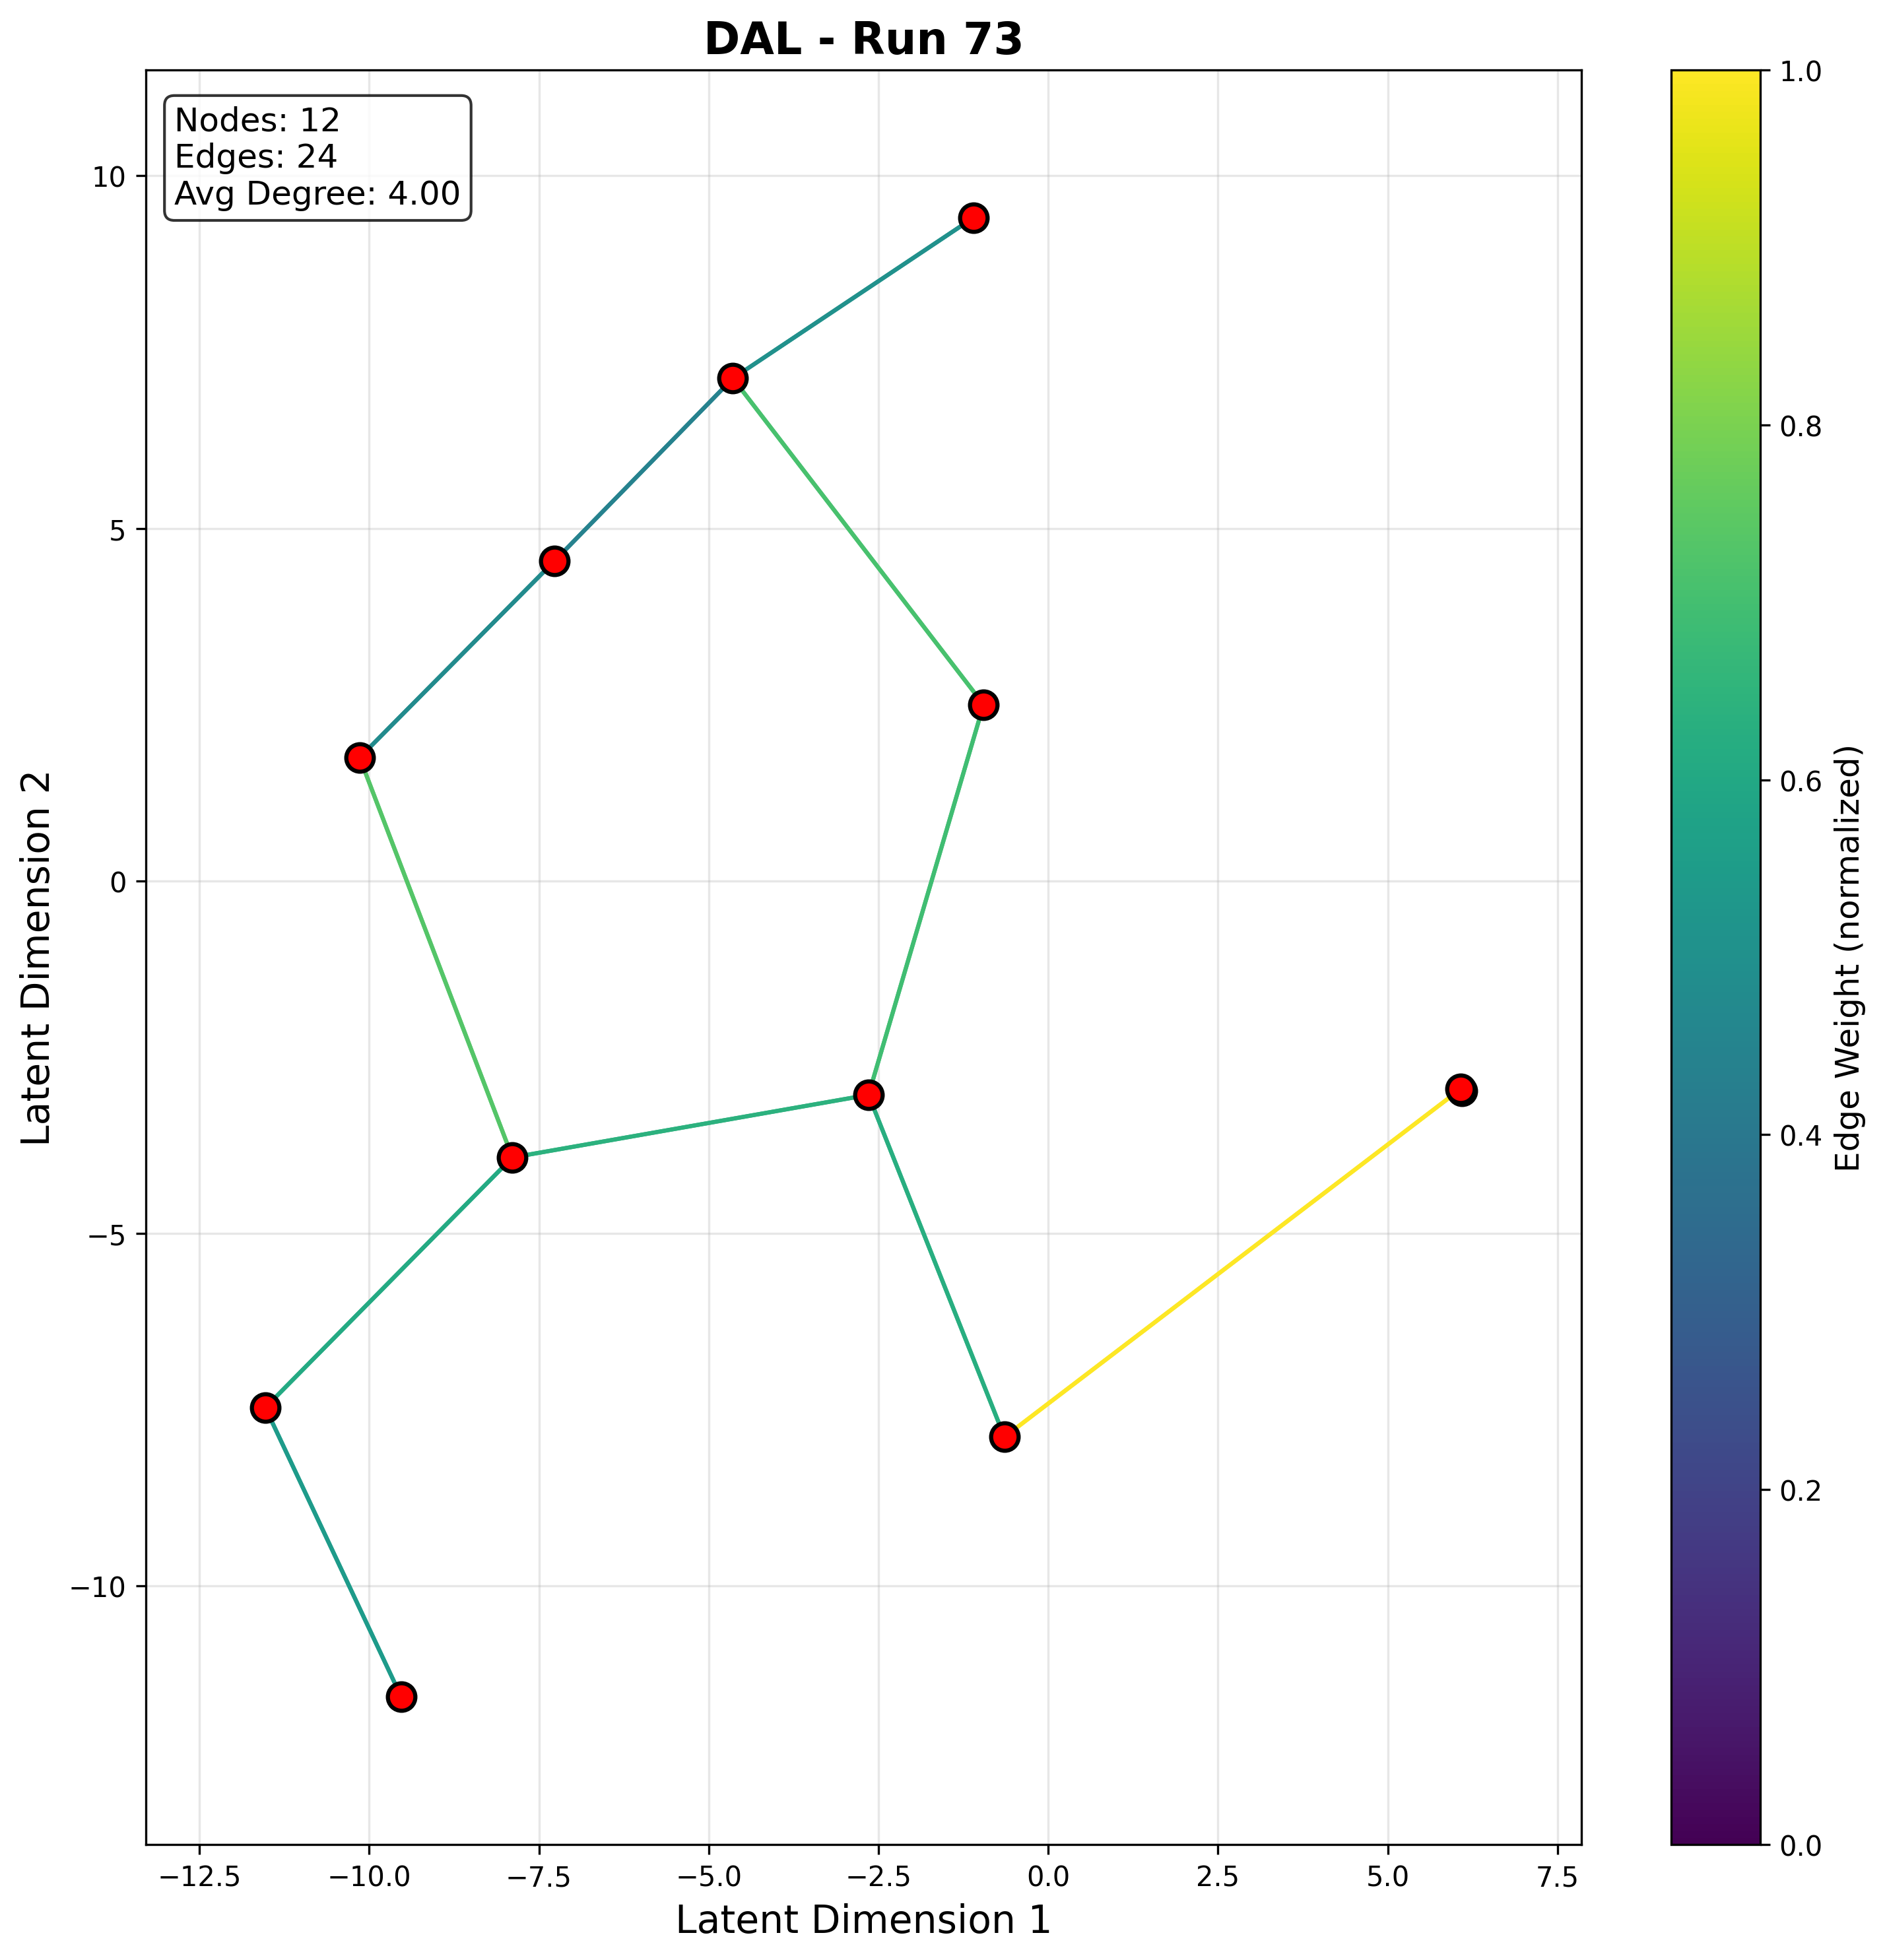 DAL - Run 73
Nodes: 12
Edges: 24
Avg Degree: 4.00
10
5
0
−5
−10
Latent Dimension 2
−12.5
−10.0
−7.5
−5.0
−2.5
0.0
2.5
5.0
7.5
Latent Dimension 1
1.0
0.8
0.6
0.4
0.2
0.0
Edge Weight (normalized)